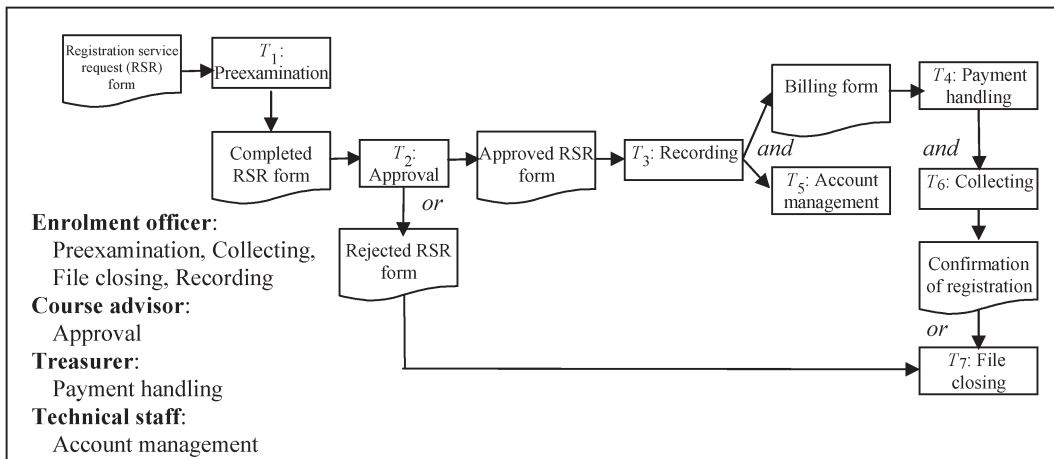 Registration service
request (RSR)
form
T1:
Preexamination
Completed
RSR form
T2:
Approval
or
Rejected RSR
form
Approved RSR
form
T3: Recording
and
Billing form
T4: Payment
handling
T5: Account
management
and
T6: Collecting
Confirmation
of registration
or
T7: File
closing
Enrolment officer:
Preexamination, Collecting,
File closing, Recording
Course advisor:
Approval
Treasurer:
Payment handling
Technical staff:
Account management